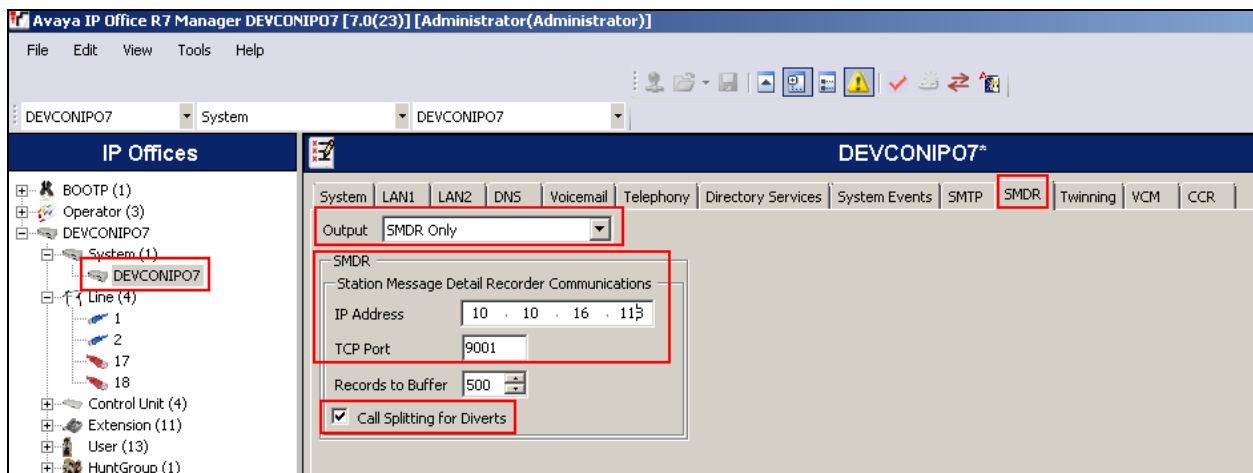 Avaya IP Office R7 Manager DEVCONIPO7 [7.0(23)] [Administrator(Administrator)]
File Edit View Tools Help
DEVCONIPO7 System DEVCONIPO7
IP Offices
BOOTP (1)
Operator (3)
DEVCONIPO7
System (1)
DEVCONIPO7
Line (4)
1
2
17
18
Control Unit (4)
Extension (11)
User (13)
HuntGroup (1)
DEVCONIPO7*
System LAN1 LAN2 DNS Voicemail Telephony Directory Services System Events SMTP SMDR Twinning VCM CCR
Output SMDR Only
SMDR
Station Message Detail Recorder Communications
IP Address 10 . 10 . 16 . 113
TCP Port 9001
Records to Buffer 500
Call Splitting for Diverts